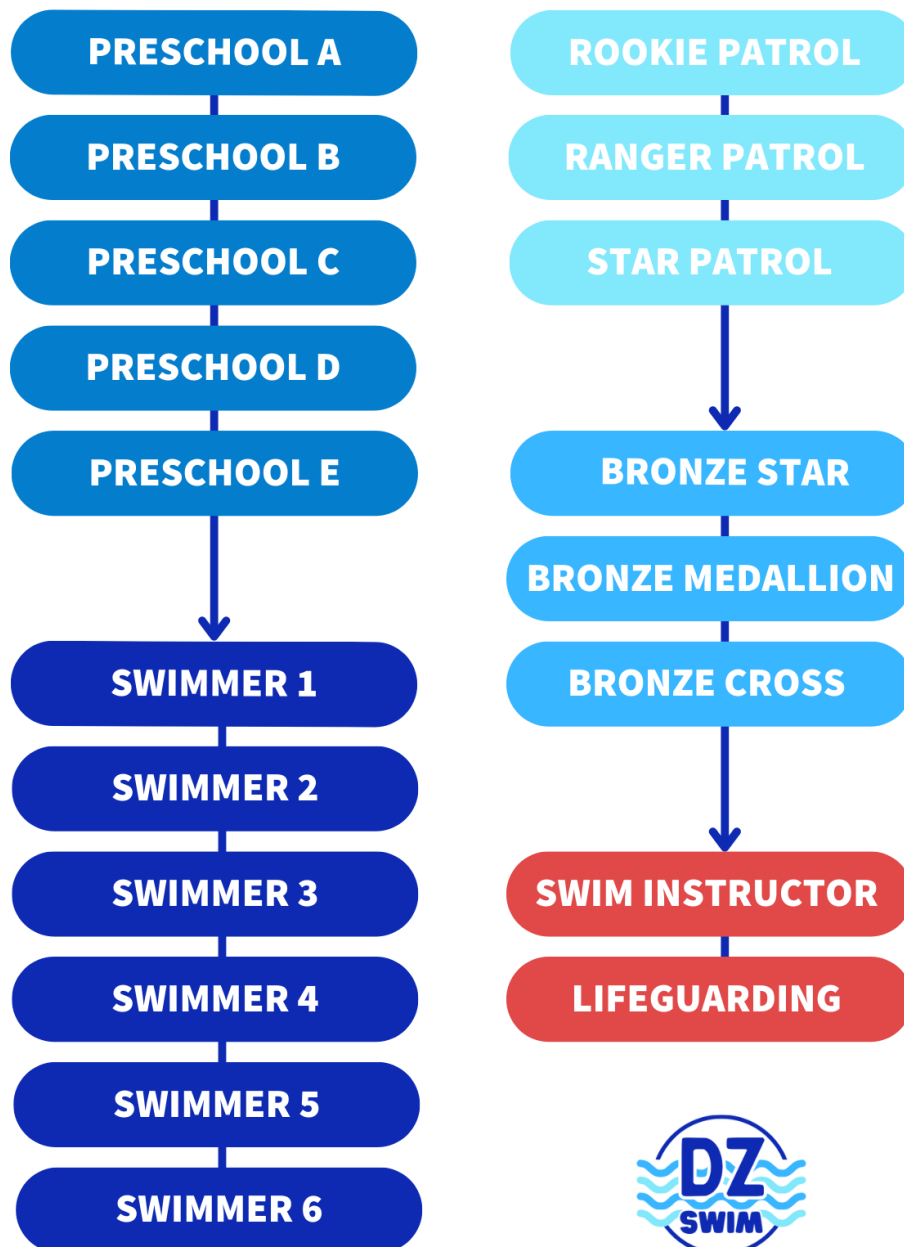 PRESCHOOL A
PRESCHOOL B
PRESCHOOL C
PRESCHOOL D
PRESCHOOL E
SWIMMER 1
SWIMMER 2
SWIMMER 3
SWIMMER 4
SWIMMER 5
SWIMMER 6
ROOKIE PATROL
RANGER PATROL
STAR PATROL
BRONZE STAR
BRONZE MEDALLION
BRONZE CROSS
SWIM INSTRUCTOR
LIFEGUARDING
DZ
SWIM